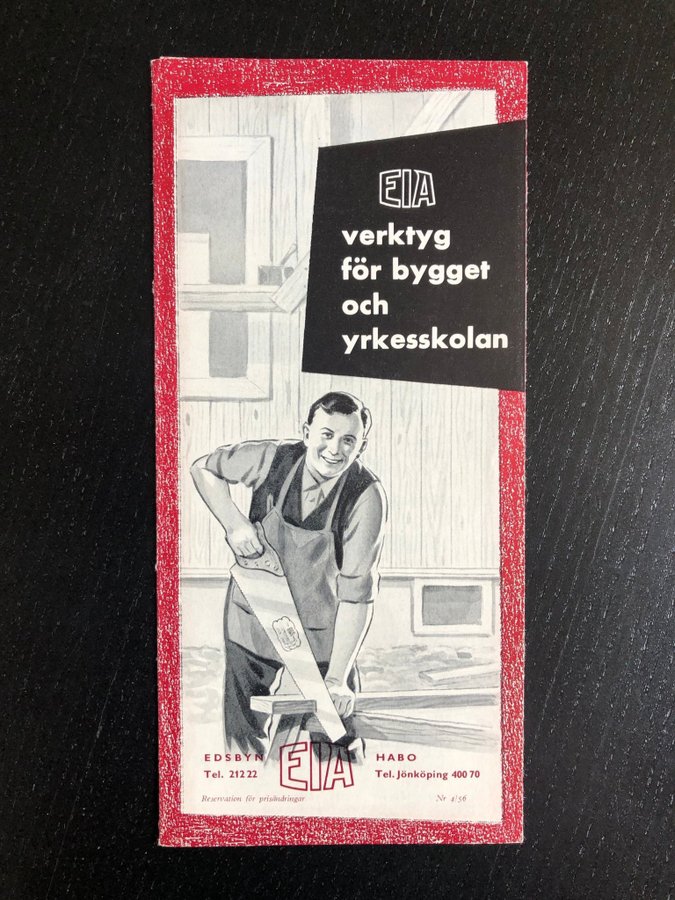 EIA
verktyg
för bygget
och
yrkesskolan
EDSBYN EIA HABO
Tel. 212 22 Tel. Jönköping 400 70
Reservation för prisändringar Nr 4/56